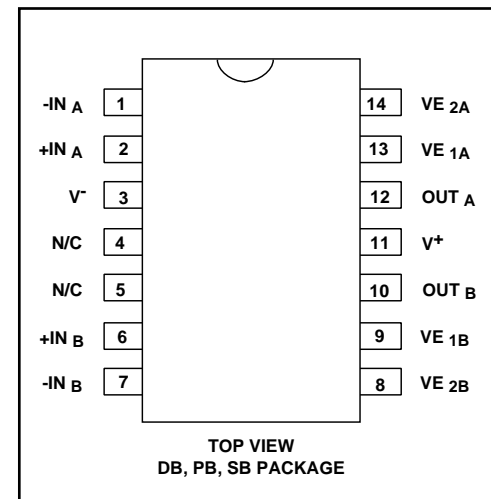 -IN A 1 14 VE 2A
+IN A 2 13 VE 1A
V- 3 12 OUT A
N/C 4 11 V+
N/C 5 10 OUT B
+IN B 6 9 VE 1B
-IN B 7 8 VE 2B
TOP VIEW
DB, PB, SB PACKAGE